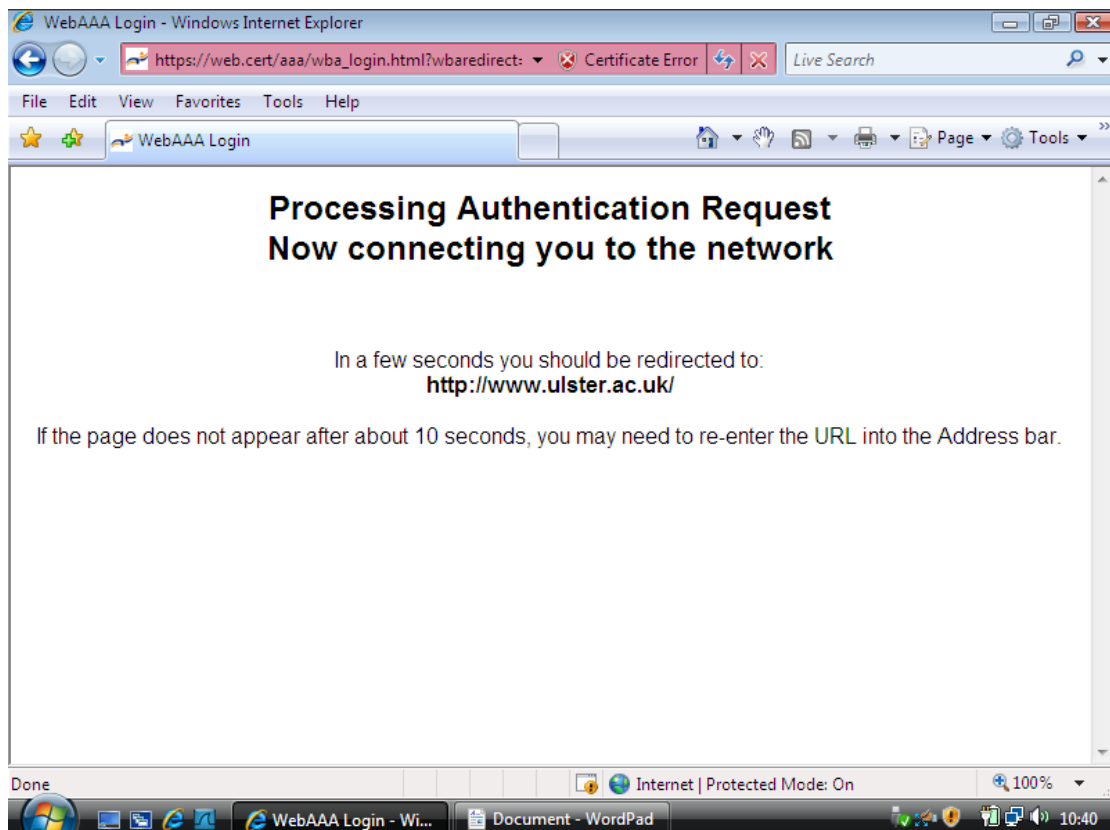 WebAAA Login - Windows Internet Explorer
https://web.cert/aaa/wba_login.html?wbaredirect: Certificate Error Live Search
File Edit View Favorites Tools Help
WebAAA Login Page Tools
Processing Authentication Request
Now connecting you to the network
In a few seconds you should be redirected to:
http://www.ulster.ac.uk/
If the page does not appear after about 10 seconds, you may need to re-enter the URL into the Address bar.
Done Internet | Protected Mode: On 100%
WebAAA Login - Wi... Document - WordPad 10:40